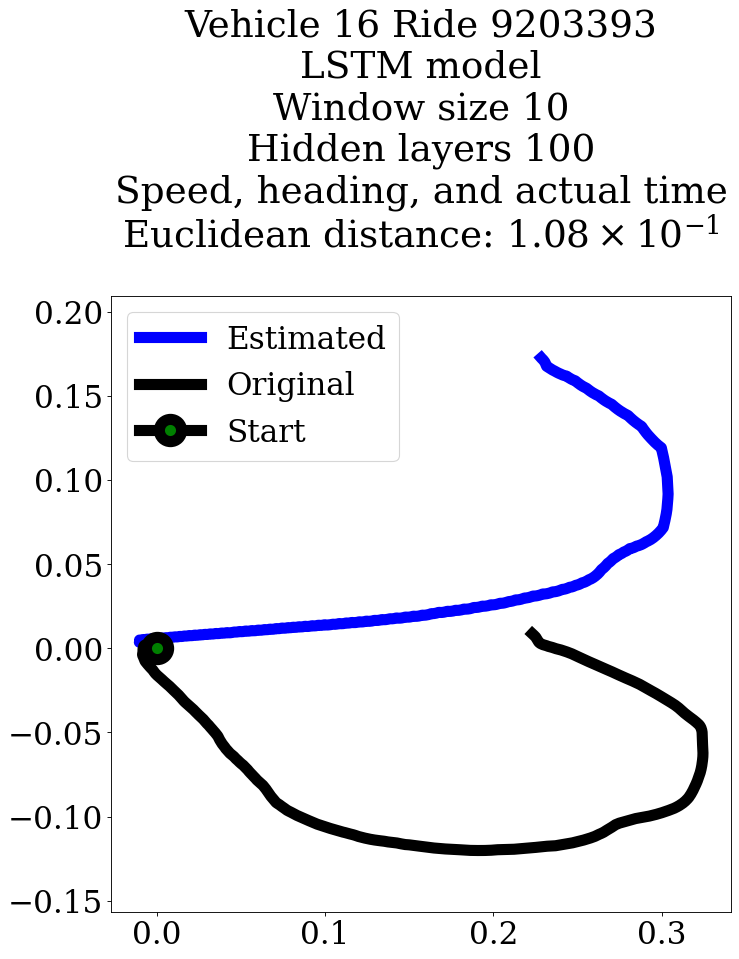 Vehicle 16 Ride 9203393
LSTM model
Window size 10
Hidden layers 100
Speed, heading, and actual time
Euclidean distance: 1.08 × 10⁻¹
Estimated
Original
Start
0.20
0.15
0.10
0.05
0.00
−0.05
−0.10
−0.15
0.0 0.1 0.2 0.3